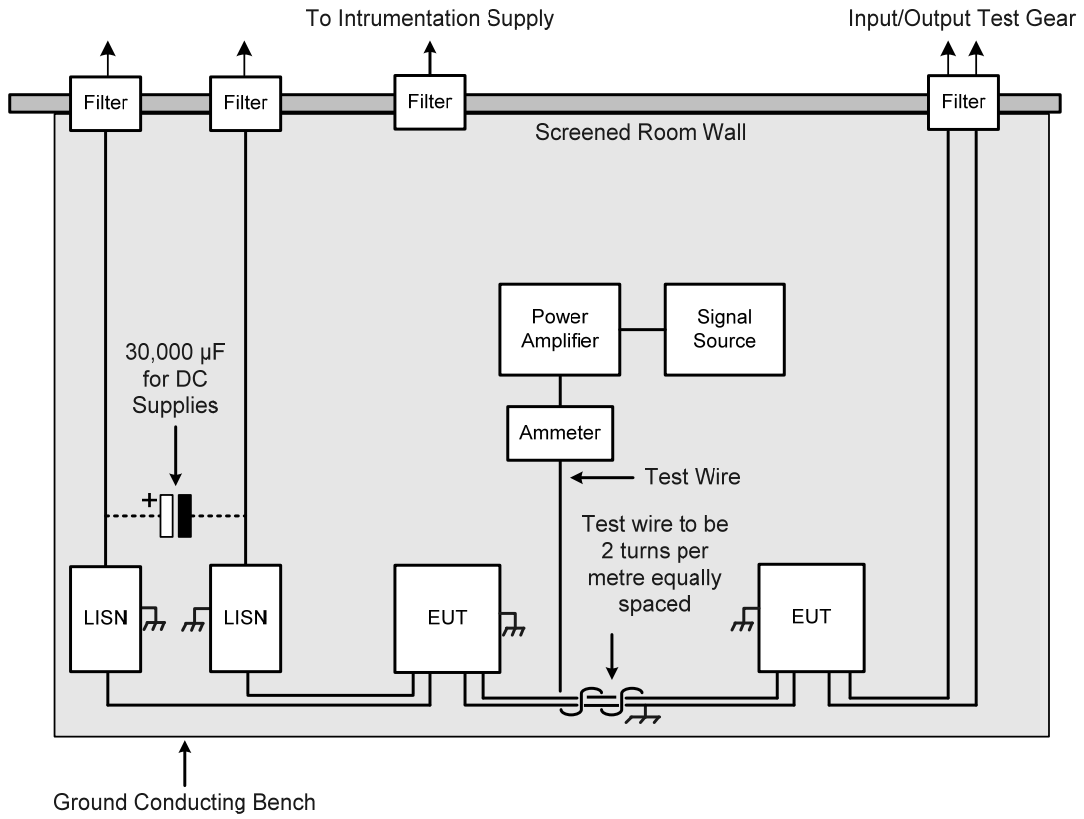 To Intrumentation Supply
Input/Output Test Gear
Filter
Filter
Filter
Filter
Screened Room Wall
Power
Amplifier
Signal
Source
30,000 µF
for DC
Supplies
Ammeter
Test Wire
+
Test wire to be
2 turns per
metre equally
spaced
LISN
LISN
EUT
EUT
Ground Conducting Bench